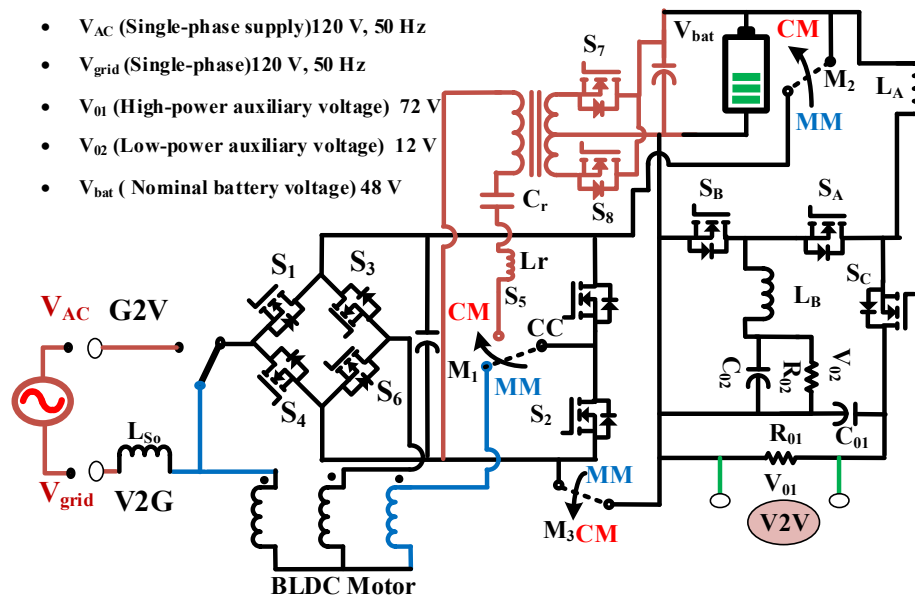 • V_AC (Single-phase suply)120 V, 50 Hz
• V_grid (Single-phase)120 V, 50 Hz
• V_01 (High-power auxiliary voltage) 72 V
• V_02 (Low-power auxiliary voltage) 12 V
• V_bat ( Nominal battery voltage) 48 V
V_bat
CM
M_2
MM
L_A
S_7
S_8
C_r
Lr
S_5
S_B
S_A
S_C
L_B
S_1
S_3
S_4
S_6
V_AC
G2V
CM
CC
M_1
MM
S_2
C_02
R_02
V_02
C_01
R_01
V_01
V2V
L_So
V_grid
V2G
MM
M_3
CM
BLDC Motor